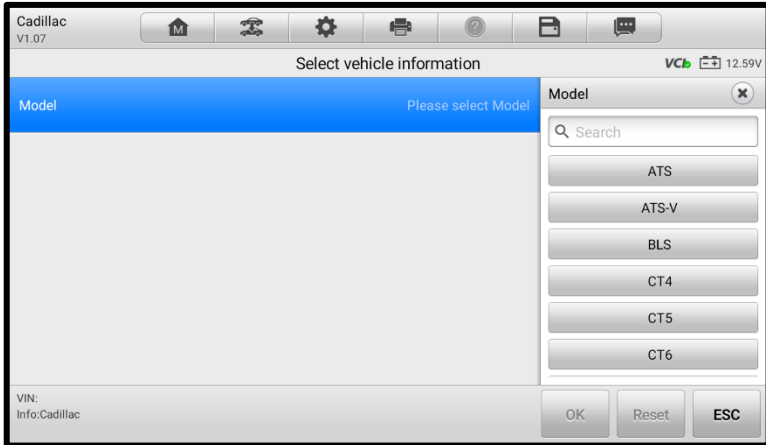 Cadillac
V1.07
M
?
Select vehicle information
VCI 12.59V
Model Please select Model
Model
Search
ATS
ATS-V
BLS
CT4
CT5
CT6
VIN:
Info:Cadillac
OK Reset ESC